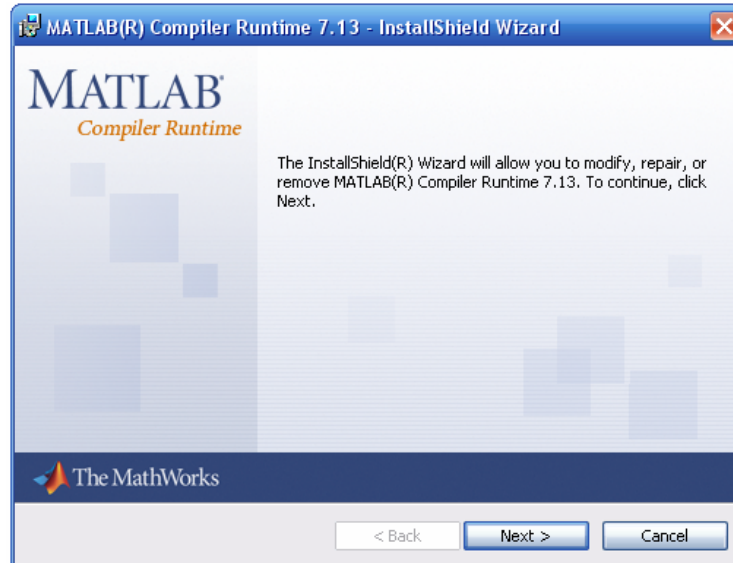 MATLAB(R) Compiler Runtime 7.13 - InstallShield Wizard
MATLAB®
Compiler Runtime
The InstallShield(R) Wizard will allow you to modify, repair, or
remove MATLAB(R) Compiler Runtime 7.13. To continue, click
Next.
The MathWorks
< Back
Next >
Cancel